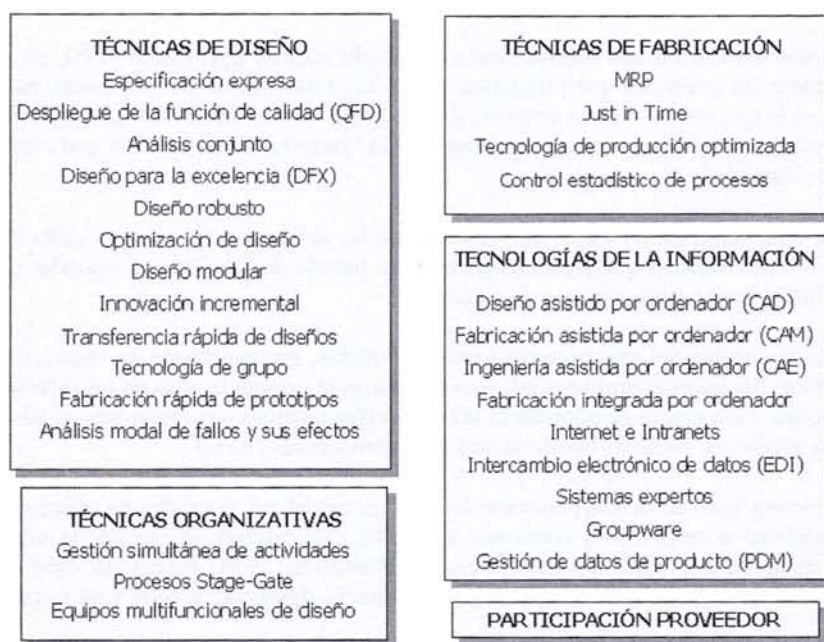 TÉCNICAS DE DISEÑO
Especificación expresa
Despliegue de la función de calidad (QFD)
Análisis conjunto
Diseño para la excelencia (DFX)
Diseño robusto
Optimización de diseño
Diseño modular
Innovación incremental
Transferencia rápida de diseños
Tecnología de grupo
Fabricación rápida de prototipos
Análisis modal de fallos y sus efectos
TÉCNICAS ORGANIZATIVAS
Gestión simultánea de actividades
Procesos Stage-Gate
Equipos multifuncionales de diseño
TÉCNICAS DE FABRICACIÓN
MRP
Just in Time
Tecnología de producción optimizada
Control estadístico de procesos
TECNOLOGÍAS DE LA INFORMACIÓN
Diseño asistido por ordenador (CAD)
Fabricación asistida por ordenador (CAM)
Ingeniería asistida por ordenador (CAE)
Fabricación integrada por ordenador
Internet e Intranets
Intercambio electrónico de datos (EDI)
Sistemas expertos
Groupware
Gestión de datos de producto (PDM)
PARTICIPACIÓN PROVEEDOR